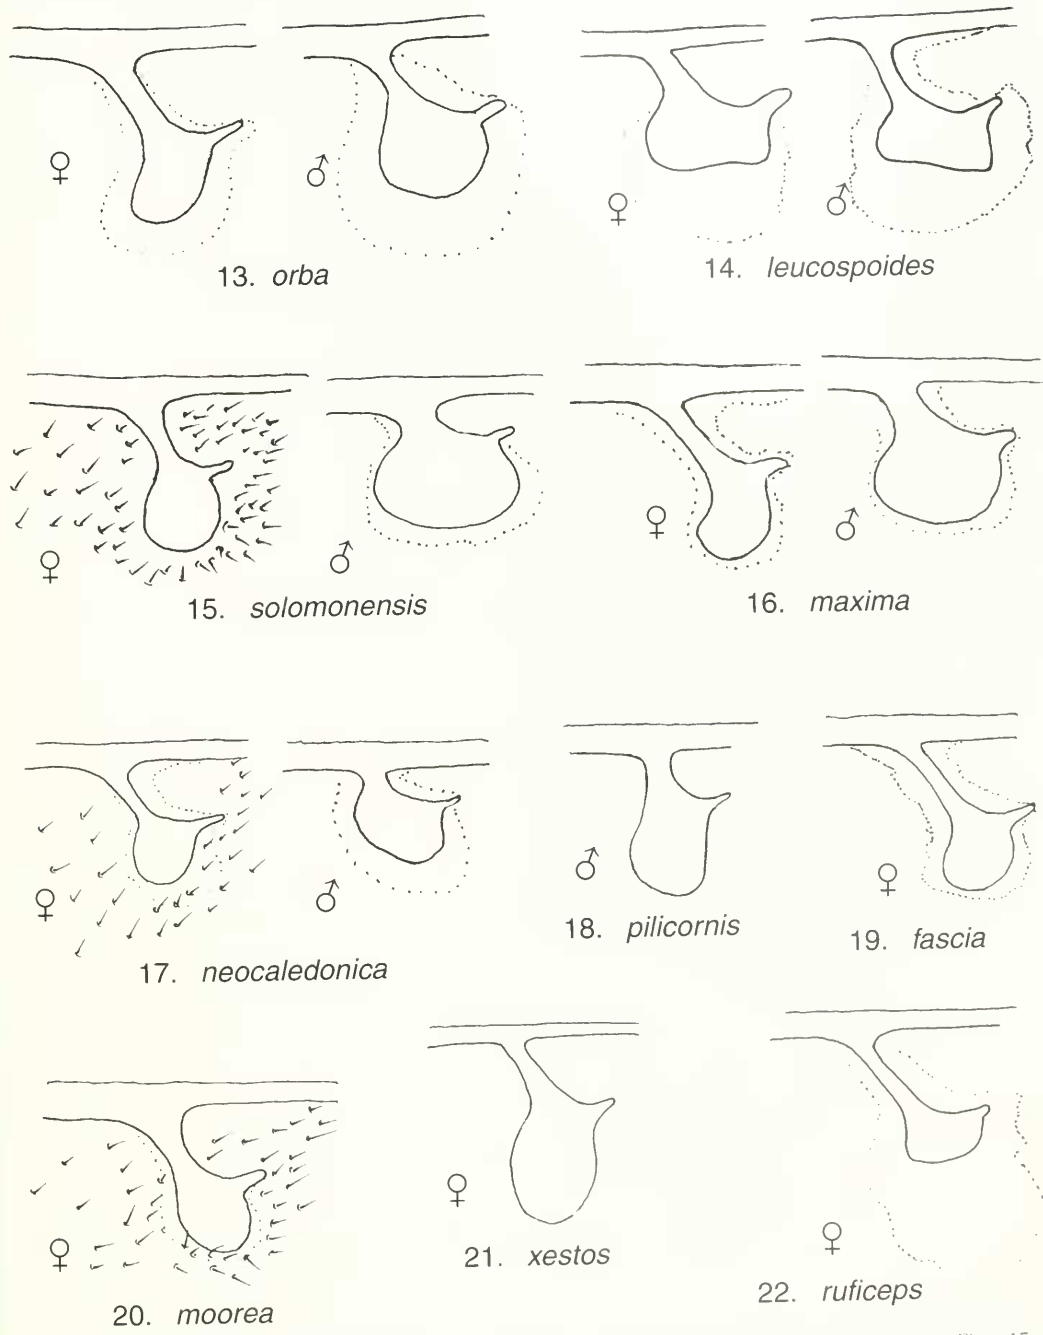 ♀ ♂ ♀ ♂
13. orba
14. leucospoides
♀ ♂ ♀ ♂
15. solomonensis
16. maxima
♀ ♂ ♂ ♀
17. neocaledonica
18. pilicornis
19. fascia
♀ ♀ ♀
20. moorea
21. xestos
22. ruficeps